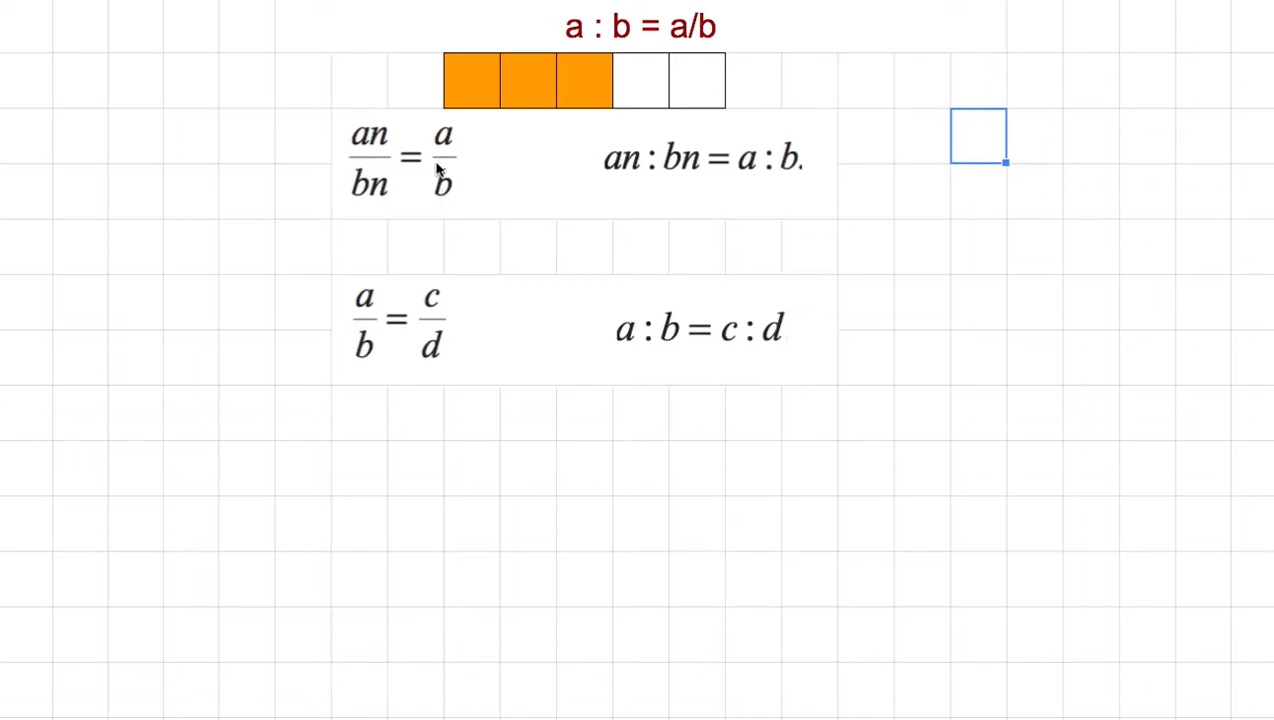 a : b = a/b
an/bn = a/b    an : bn = a : b.
a/b = c/d    a : b = c : d